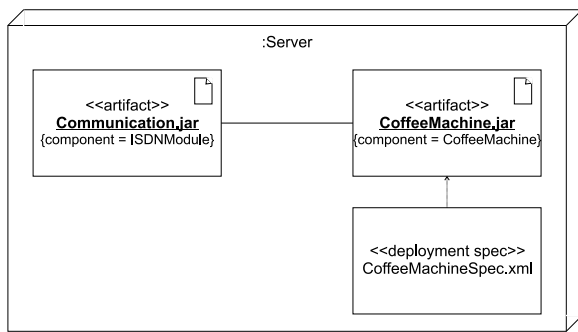 :Server
<<artifact>>
Communication.jar
{component = ISDNModule}
<<artifact>>
CoffeeMachine.jar
{component = CoffeeMachine}
<<deployment spec>>
CoffeeMachineSpec.xml